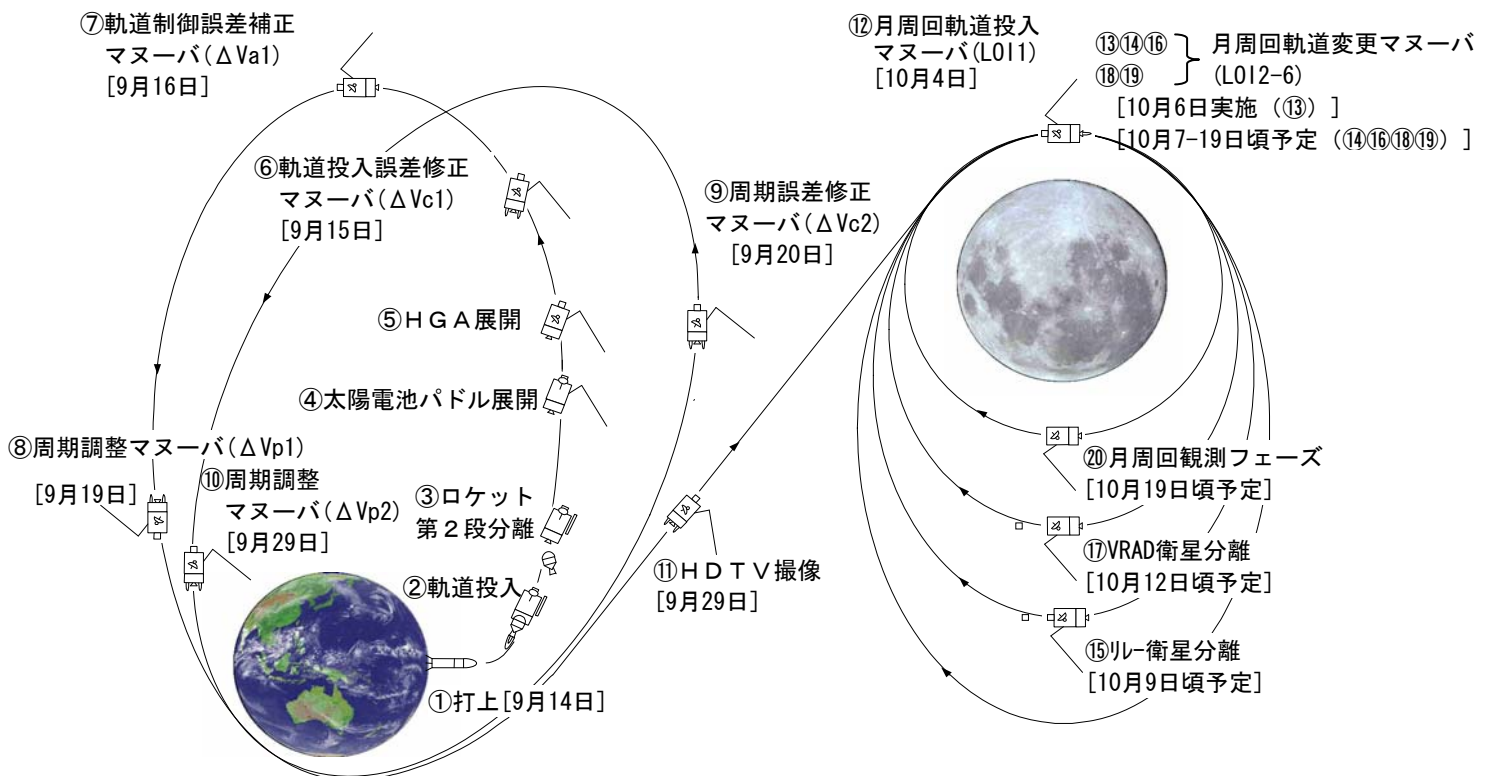 ⑦軌道制御誤差補正
マヌーバ(ΔVa1)
[9月16日]
⑥軌道投入誤差修正
マヌーバ(ΔVc1)
[9月15日]
⑤ＨＧＡ展開
④太陽電池パドル展開
⑧周期調整マヌーバ(ΔVp1)
[9月19日]
⑩周期調整
マヌーバ(ΔVp2)
[9月29日]
③ロケット
第２段分離
②軌道投入
①打上[9月14日]
⑨周期誤差修正
マヌーバ(ΔVc2)
[9月20日]
⑪ＨＤＴＶ撮像
[9月29日]
⑫月周回軌道投入
マヌーバ(LOI1)
[10月4日]
⑬⑭⑯
⑱⑲
月周回軌道変更マヌーバ
(LOI2-6)
[10月6日実施（⑬）]
[10月7-19日頃予定（⑭⑯⑱⑲）]
⑳月周回観測フェーズ
[10月19日頃予定]
⑰VRAD衛星分離
[10月12日頃予定]
⑮ﾘﾚｰ衛星分離
[10月9日頃予定]